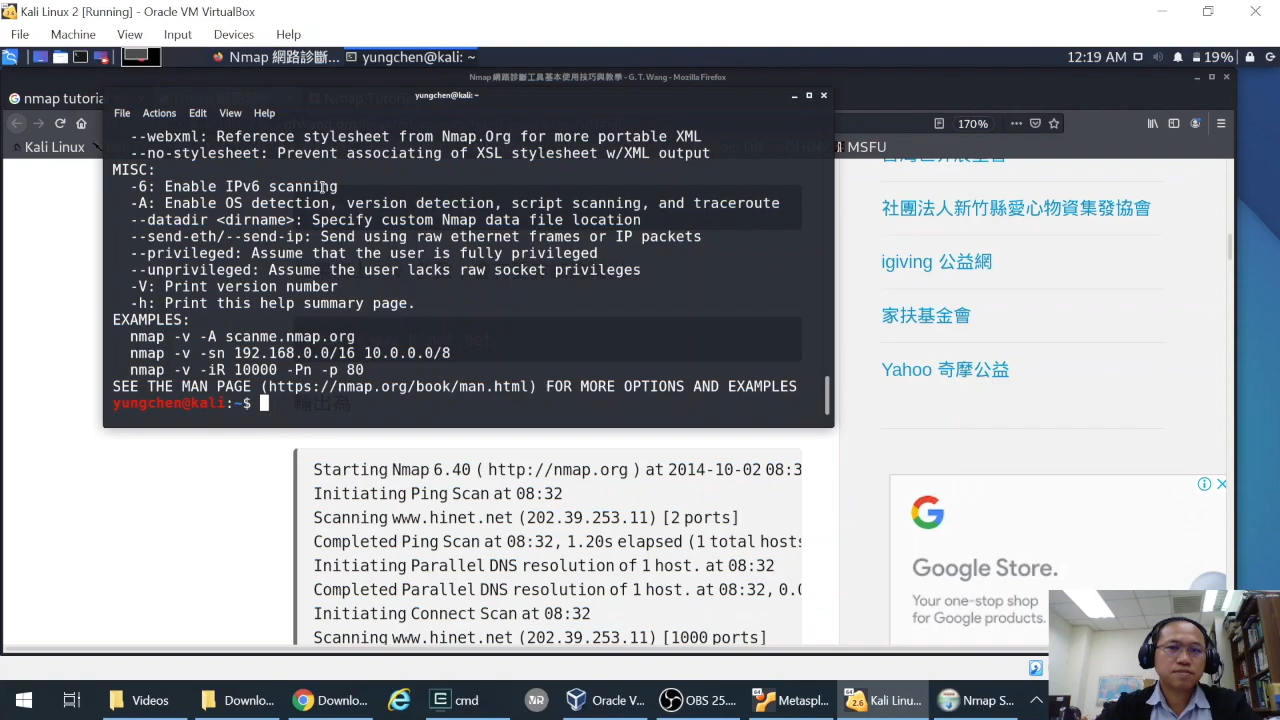 Kali Linux 2 [Running] - Oracle VM VirtualBox
File Machine View Input Devices Help
Nmap 網路診斷... yungchen@kali: ~ 12:19 AM 19%
Nmap 網路診斷工具基本使用技巧與教學 - G. T. Wang - Mozilla Firefox
nmap tutoria
yungchen@kali: ~
File Actions Edit View Help
170%
Kali Linux
MSFU
--webxml: Reference stylesheet from Nmap.Org for more portable XML
--no-stylesheet: Prevent associating of XSL stylesheet w/XML output
MISC:
-6: Enable IPv6 scanning
-A: Enable OS detection, version detection, script scanning, and traceroute
--datadir <dirname>: Specify custom Nmap data file location
--send-eth/--send-ip: Send using raw ethernet frames or IP packets
--privileged: Assume that the user is fully privileged
--unprivileged: Assume the user lacks raw socket privileges
-V: Print version number
-h: Print this help summary page.
EXAMPLES:
nmap -v -A scanme.nmap.org
nmap -v -sn 192.168.0.0/16 10.0.0.0/8
nmap -v -iR 10000 -Pn -p 80
SEE THE MAN PAGE (https://nmap.org/book/man.html) FOR MORE OPTIONS AND EXAMPLES
yungchen@kali:~$
輸出為
Starting Nmap 6.40 ( http://nmap.org ) at 2014-10-02 08:3
Initiating Ping Scan at 08:32
Scanning www.hinet.net (202.39.253.11) [2 ports]
Completed Ping Scan at 08:32, 1.20s elapsed (1 total hosts
Initiating Parallel DNS resolution of 1 host. at 08:32
Completed Parallel DNS resolution of 1 host. at 08:32, 0.0
Initiating Connect Scan at 08:32
Scanning www.hinet.net (202.39.253.11) [1000 ports]
社團法人新竹縣愛心物資集發協會
igiving 公益網
家扶基金會
Yahoo 奇摩公益
Google Store.
Your one-stop shop
for Google products.
Videos Downlo... Downlo... cmd Oracle V... OBS 25.... Metaspl... Kali Linu... Nmap S...